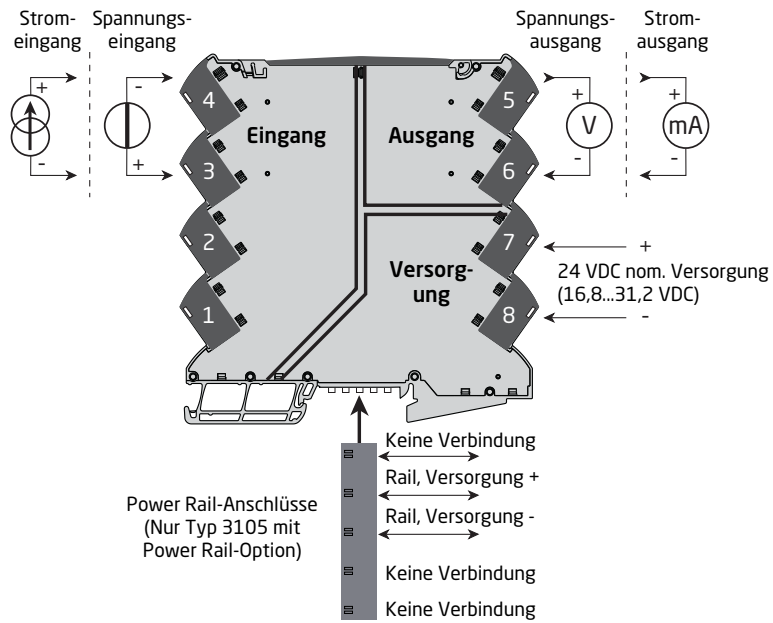 Strom-
eingang
Spannungs-
eingang
Spannungs-
ausgang
Strom-
ausgang
+
-
-
+
4
3
2
1
Eingang
Ausgang
Versorg-
ung
5
6
7
8
+
-
V
+
-
mA
+
24 VDC nom. Versorgung
(16,8...31,2 VDC)
-
Keine Verbindung
Rail, Versorgung +
Rail, Versorgung -
Keine Verbindung
Keine Verbindung
Power Rail-Anschlüsse
(Nur Typ 3105 mit
Power Rail-Option)